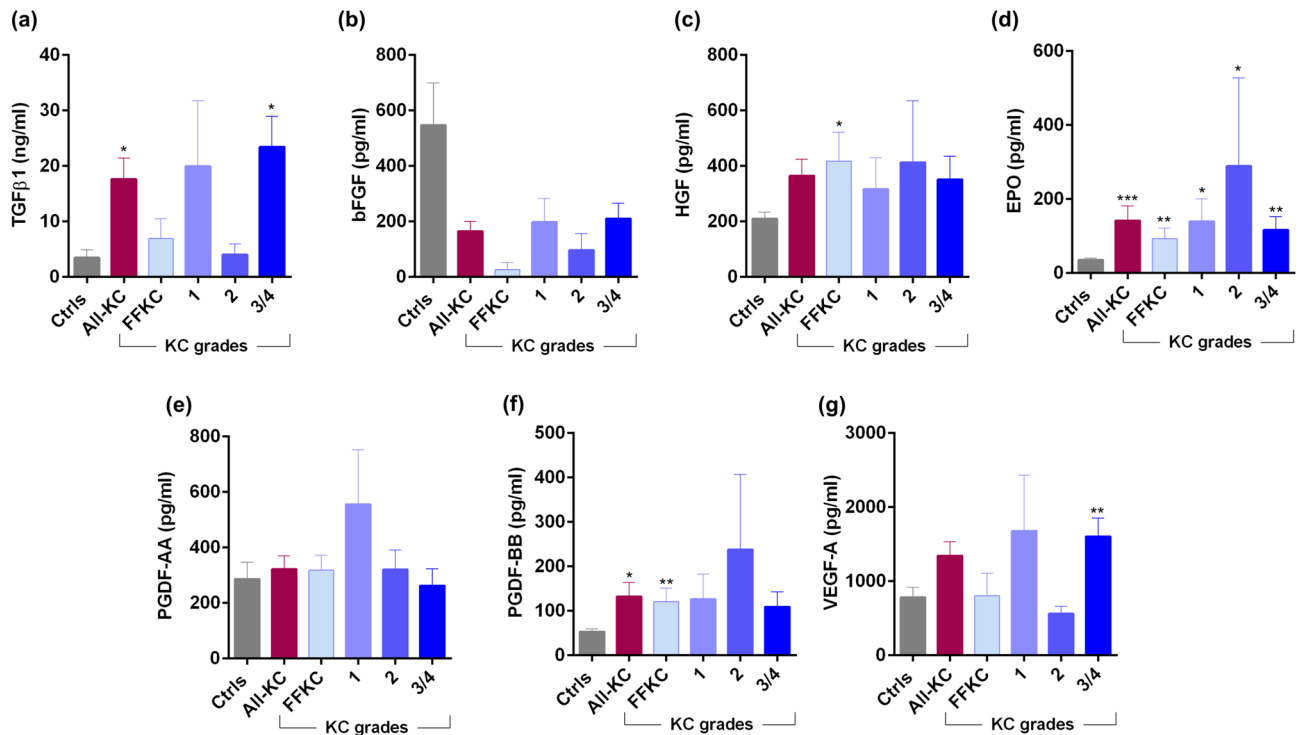 (a)
TGFβ1 (ng/ml)
40
30
20
10
0
*
*
Ctrls
All-KC
FFKC
1
2
3/4
KC grades
(b)
bFGF (pg/ml)
800
600
400
200
0
Ctrls
All-KC
FFKC
1
2
3/4
KC grades
(c)
HGF (pg/ml)
800
600
400
200
0
*
Ctrls
All-KC
FFKC
1
2
3/4
KC grades
(d)
EPO (pg/ml)
600
400
200
0
***
**
*
*
**
Ctrls
All-KC
FFKC
1
2
3/4
KC grades
(e)
PGDF-AA (pg/ml)
800
600
400
200
0
Ctrls
All-KC
FFKC
1
2
3/4
KC grades
(f)
PGDF-BB (pg/ml)
500
400
300
200
100
0
*
**
Ctrls
All-KC
FFKC
1
2
3/4
KC grades
(g)
VEGF-A (pg/ml)
3000
2000
1000
0
**
Ctrls
All-KC
FFKC
1
2
3/4
KC grades